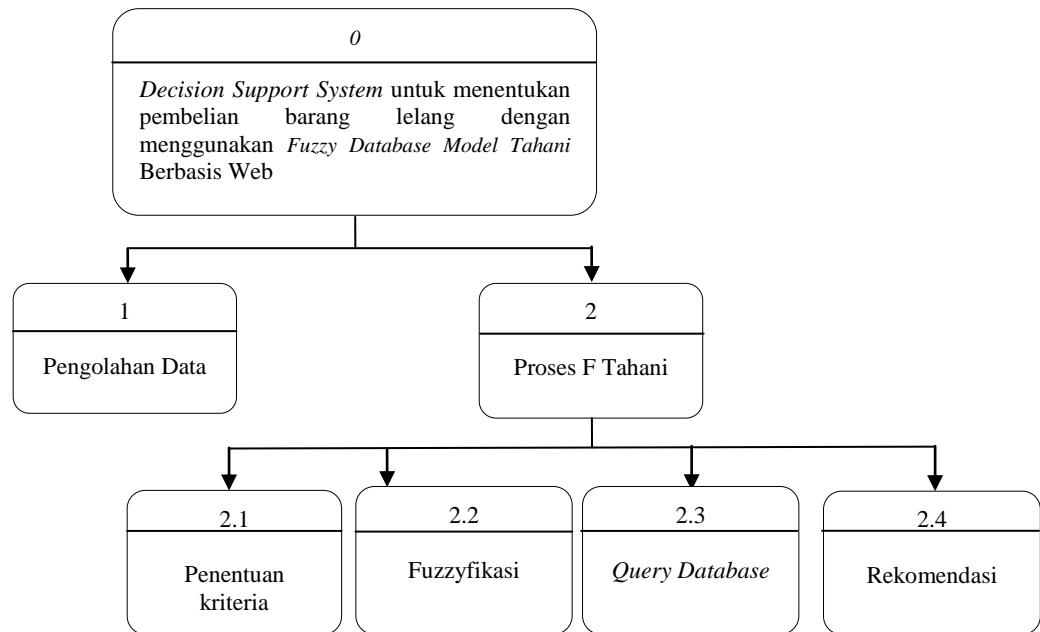 0
Decision Support System untuk menentukan
pembelian barang lelang dengan
menggunakan Fuzzy Database Model Tahani
Berbasis Web
1
Pengolahan Data
2
Proses F Tahani
2.1
Penentuan
kriteria
2.2
Fuzzyfikasi
2.3
Query Database
2.4
Rekomendasi